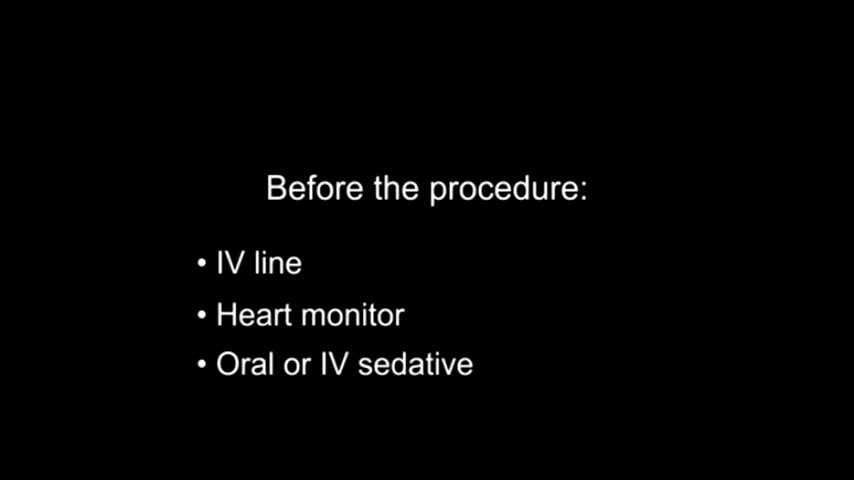 Before the procedure:
• IV line
• Heart monitor
• Oral or IV sedative